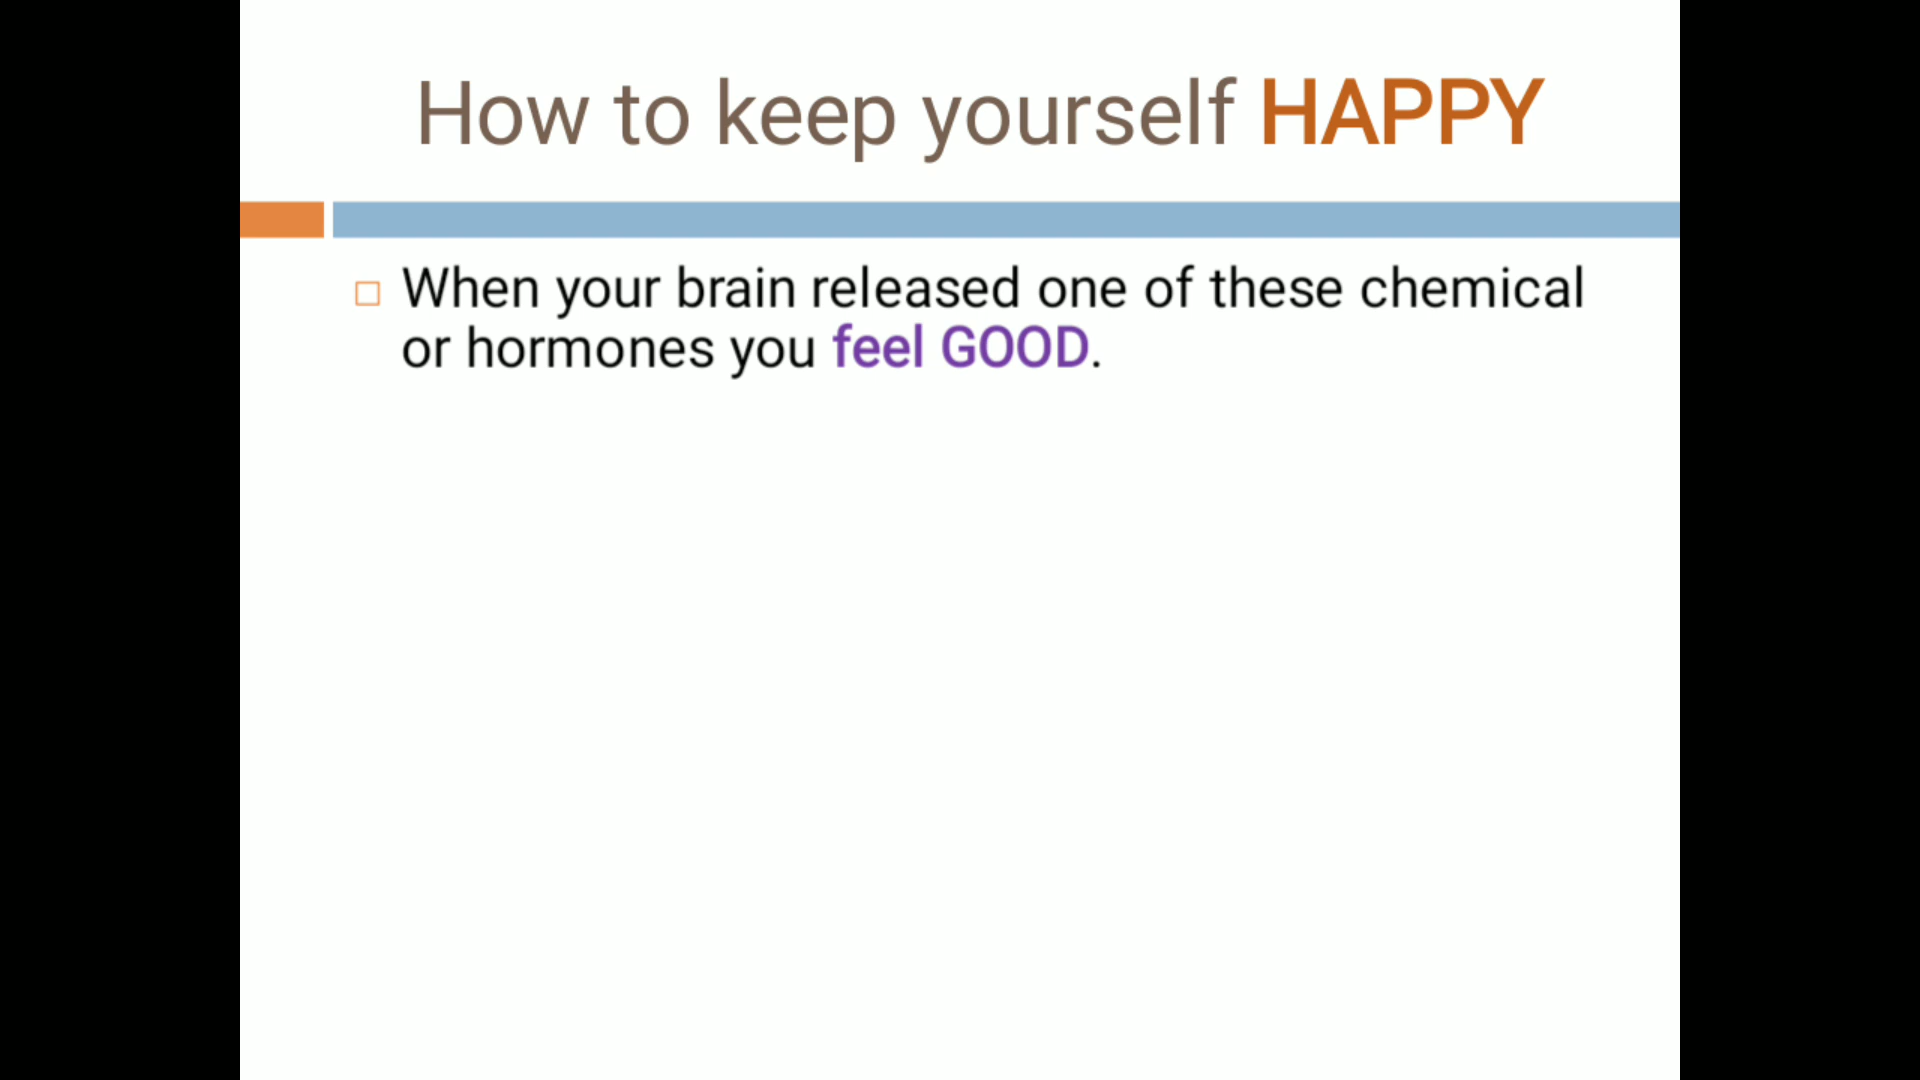 How to keep yourself HAPPY
When your brain released one of these chemical
or hormones you feel GOOD.